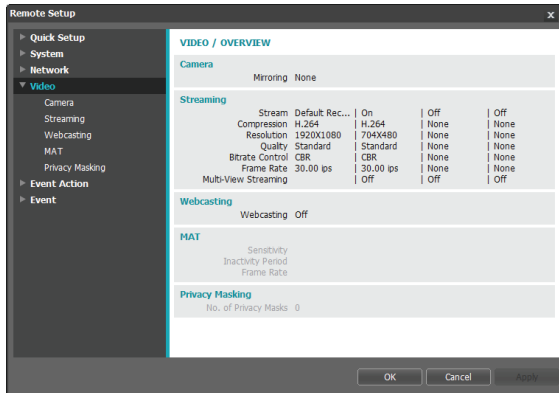 Remote Setup x
Quick Setup
System
Network
Video
Camera
Streaming
Webcasting
MAT
Privacy Masking
Event Action
Event
VIDEO / OVERVIEW
Camera
Mirroring None
Streaming
Stream Default Rec... | On | Off | Off
Compression H.264 | H.264 | None | None
Resolution 1920X1080 | 704X480 | None | None
Quality Standard | Standard | None | None
Bitrate Control CBR | CBR | None | None
Frame Rate 30.00 ips | 30.00 ips | None | None
Multi-View Streaming | Off | Off | Off
Webcasting
Webcasting Off
MAT
Sensitivity
Inactivity Period
Frame Rate
Privacy Masking
No. of Privacy Masks 0
OK Cancel Apply